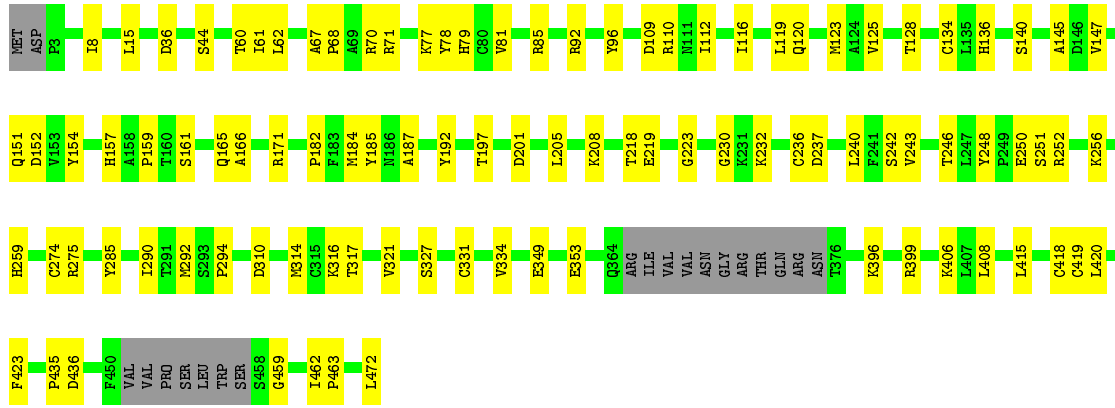 MET ASP P3 I8 L15 D36 S44 T60 I61 L62 A67 P68 A69 R70 R71 K77 Y78 H79 C80 V81 R85 R92 Y96 D109 R110 N111 I112 I116 L119 Q120 M123 A124 V125 T128 C134 L135 H136 S140 A145 D146 V147
Q151 D152 V153 Y154 H157 A158 P159 T160 S161 Q165 A166 R171 P182 F183 M184 Y185 N186 A187 Y192 T197 D201 L205 K208 T218 E219 G223 G230 K231 K232 C236 D237 L240 F241 S242 V243 T246 L247 Y248 P249 E250 S251 R252 K256
H259 C274 R275 Y285 I290 T291 M292 S293 P294 D310 M314 C315 K316 T317 V321 S327 C331 V334 E349 E353 Q364 ARG ILE VAL VAL ASN GLY ARG THR GLN ARG ASN T376 K396 R399 K406 L407 L408 L415 C418 C419 L420
F423 P435 D436 F450 VAL VAL PRO SER LEU TRP SER S458 G459 I462 P463 L472